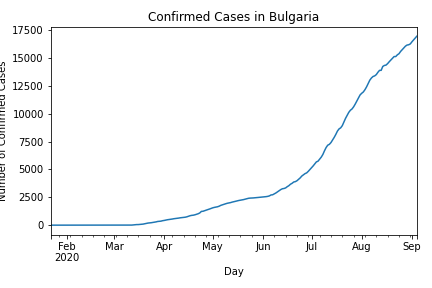 Confirmed Cases in Bulgaria
Number of Confirmed Cases
17500
15000
12500
10000
7500
5000
2500
0
Feb Mar Apr May Jun Jul Aug Sep
2020
Day